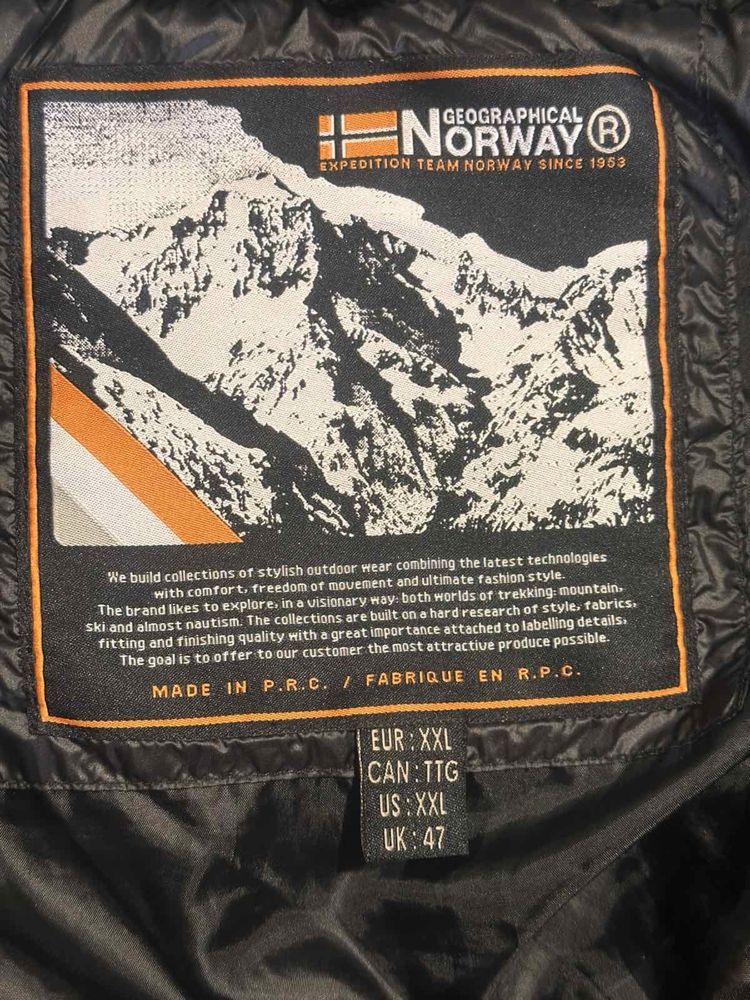 GEOGRAPHICAL
NORWAY ®
EXPEDITION TEAM NORWAY SINCE 1953
We build collections of stylish outdoor wear combining the latest technologies
with comfort, freedom of movement and ultimate fashion style.
The brand likes to explore, in a visionary way: both worlds of trekking: mountain,
ski and almost nautism. The collections are built on a hard research of style, fabrics,
fitting and finishing quality with a great importance attached to labelling details,
The goal is to offer to our customer the most attractive produce possible.
MADE IN P.R.C. / FABRIQUE EN R.P.C.
EUR : XXL
CAN : TTG
US : XXL
UK : 47